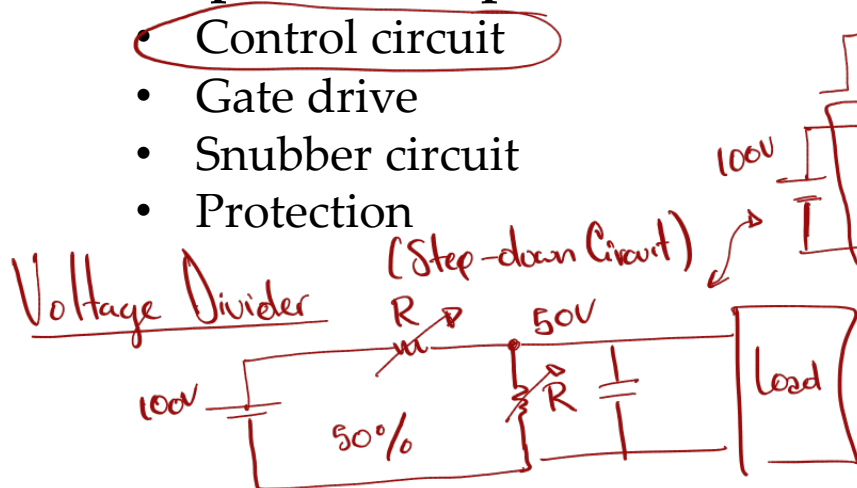 • Control circuit
• Gate drive
• Snubber circuit
• Protection
100V
(Step-down Circuit)
Voltage Divider
R
50V
100V
50%
R
Load